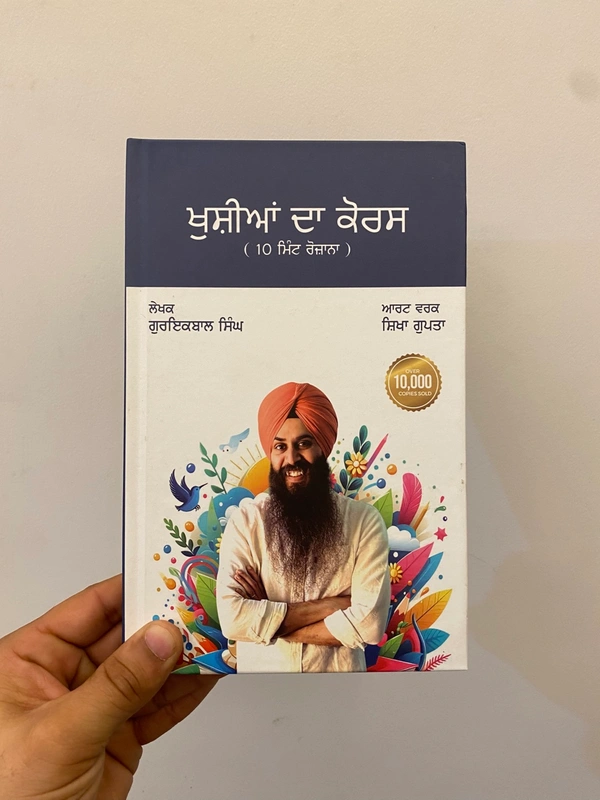 ਖੁਸ਼ੀਆਂ ਦਾ ਕੋਰਸ
( 10 ਮਿੰਟ ਰੋਜ਼ਾਨਾ )
ਲੇਖਕ
ਗੁਰਇਕਬਾਲ ਸਿੰਘ
ਆਰਟ ਵਰਕ
ਸ਼ਿਖਾ ਗੁਪਤਾ
OVER
10,000
COPIES SOLD